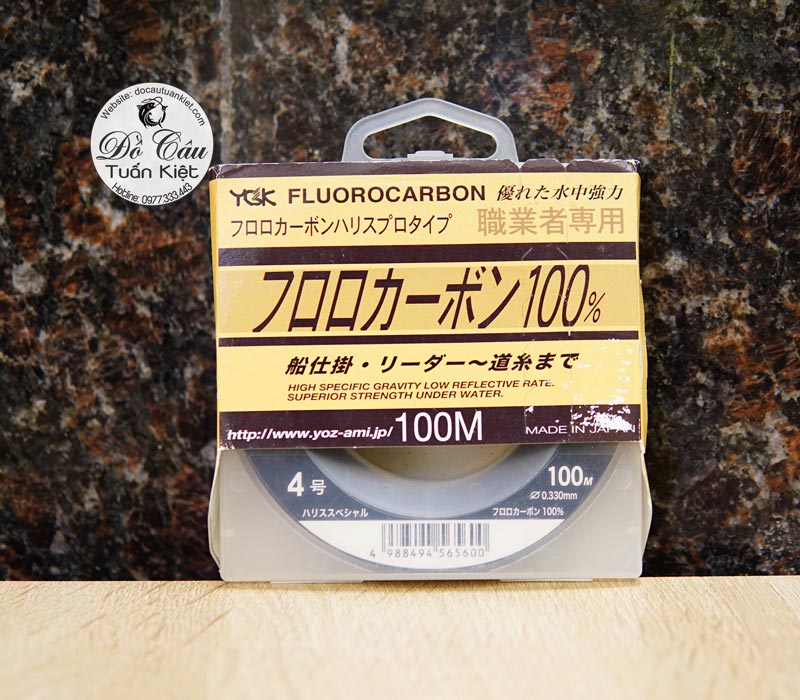 Website: docautuankiet.com
Đồ Câu
Tuấn Kiệt
Hotline: 0977.333.443
YGK FLUOROCARBON 優れた水中強力
フロロカーボンハリスプロタイプ 職業者専用
フロロカーボン100%
船仕掛・リーダー〜道糸まで
HIGH SPECIFIC GRAVITY LOW REFLECTIVE RATE.
SUPERIOR STRENGTH UNDER WATER.
http://www.yoz-ami.jp/ 100M MADE IN JAPAN
4号 100M
⌀0.330mm
ハリススペシャル フロロカーボン100%
4 988494 565600